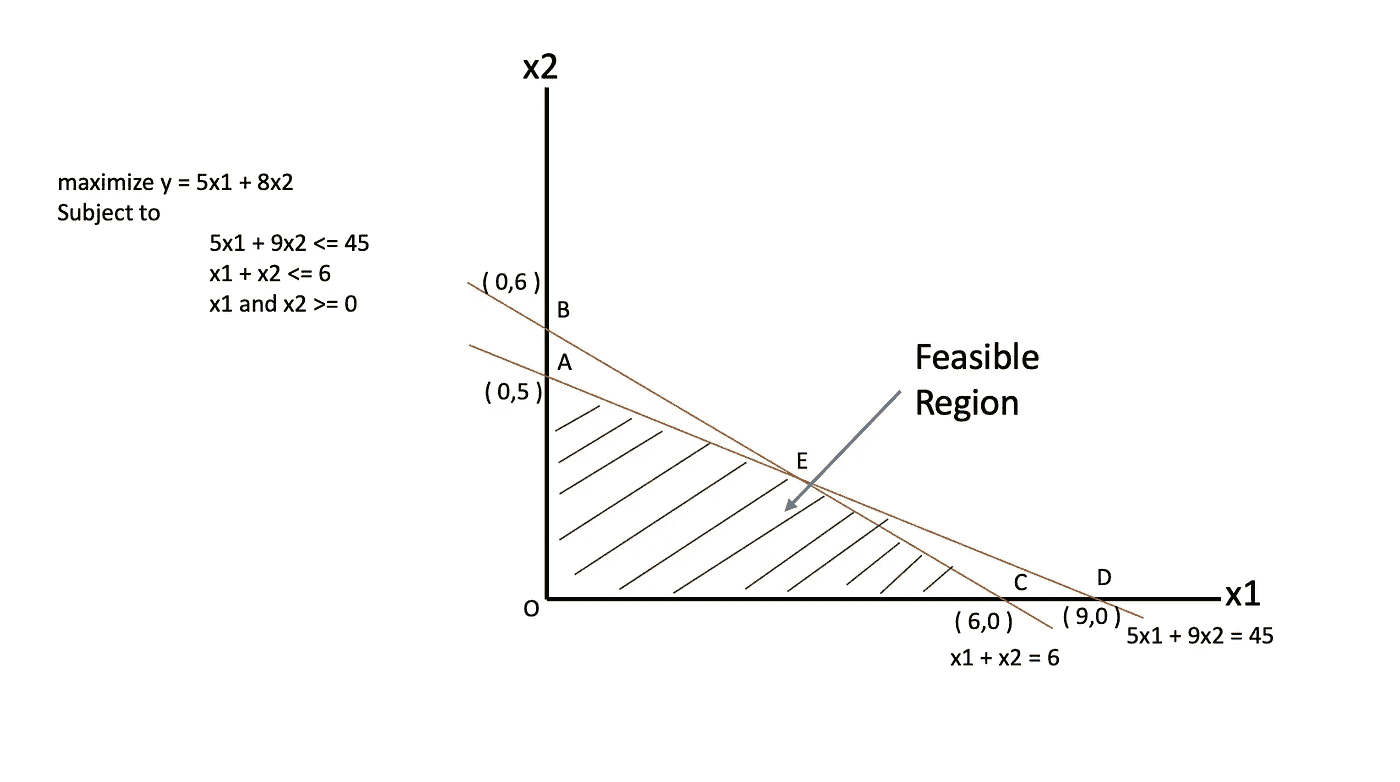 x2
maximize y = 5x1 + 8x2
Subject to
5x1 + 9x2 <= 45
x1 + x2 <= 6
x1 and x2 >= 0
( 0,6 )
B
A
( 0,5 )
Feasible
Region
E
C
D
x1
O
( 6,0 )
( 9,0 )
5x1 + 9x2 = 45
x1 + x2 = 6